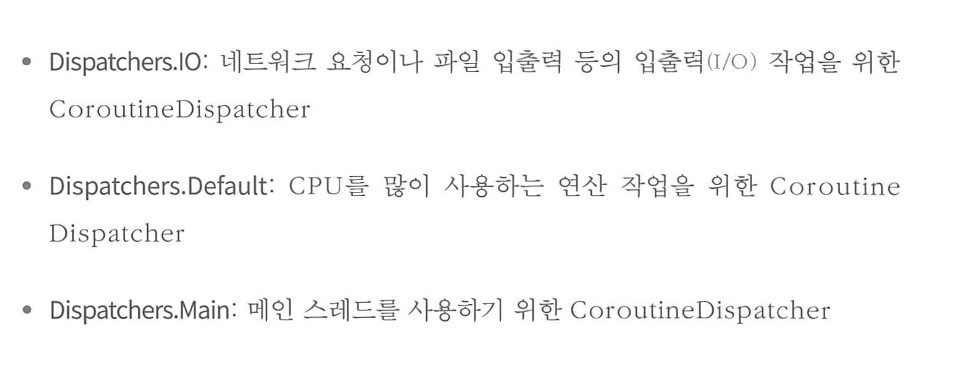 • Dispatchers.IO: 네트워크 요청이나 파일 입출력 등의 입출력(I/O) 작업을 위한
CoroutineDispatcher
• Dispatchers.Default: CPU를 많이 사용하는 연산 작업을 위한 Coroutine
Dispatcher
• Dispatchers.Main: 메인 스레드를 사용하기 위한 CoroutineDispatcher